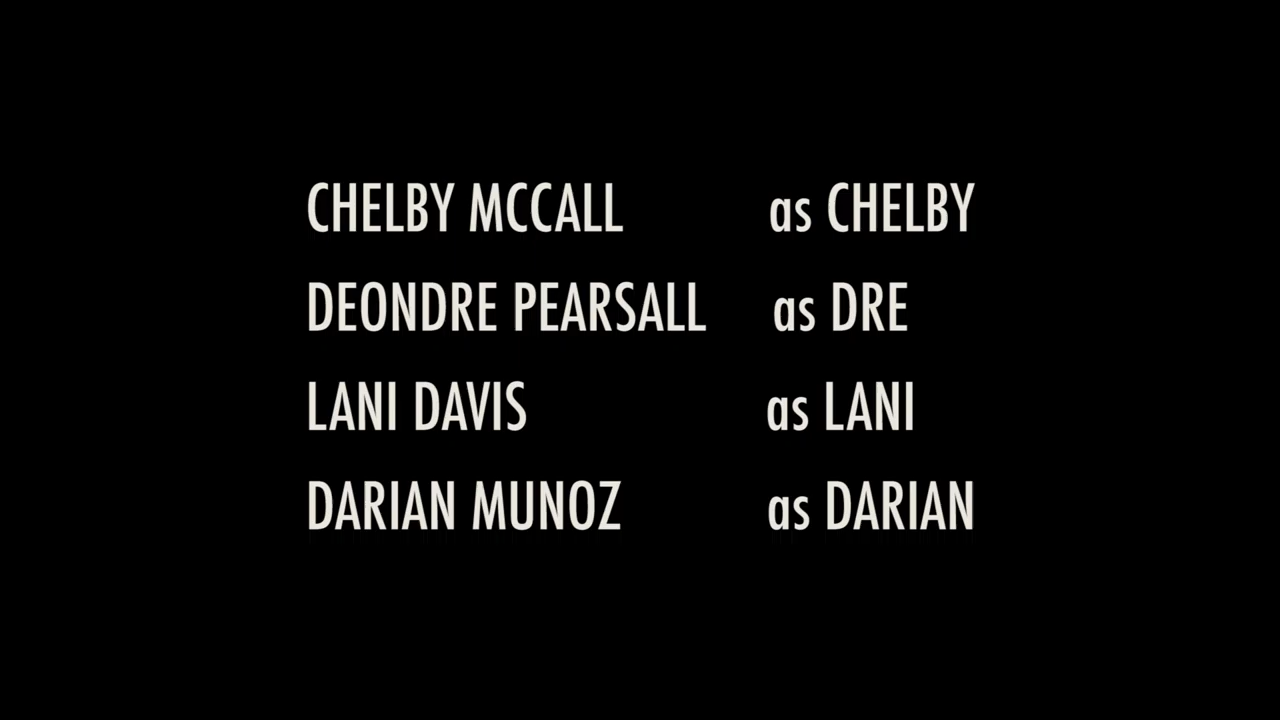 CHELBY MCCALL as CHELBY
DEONDRE PEARSALL as DRE
LANI DAVIS as LANI
DARIAN MUNOZ as DARIAN